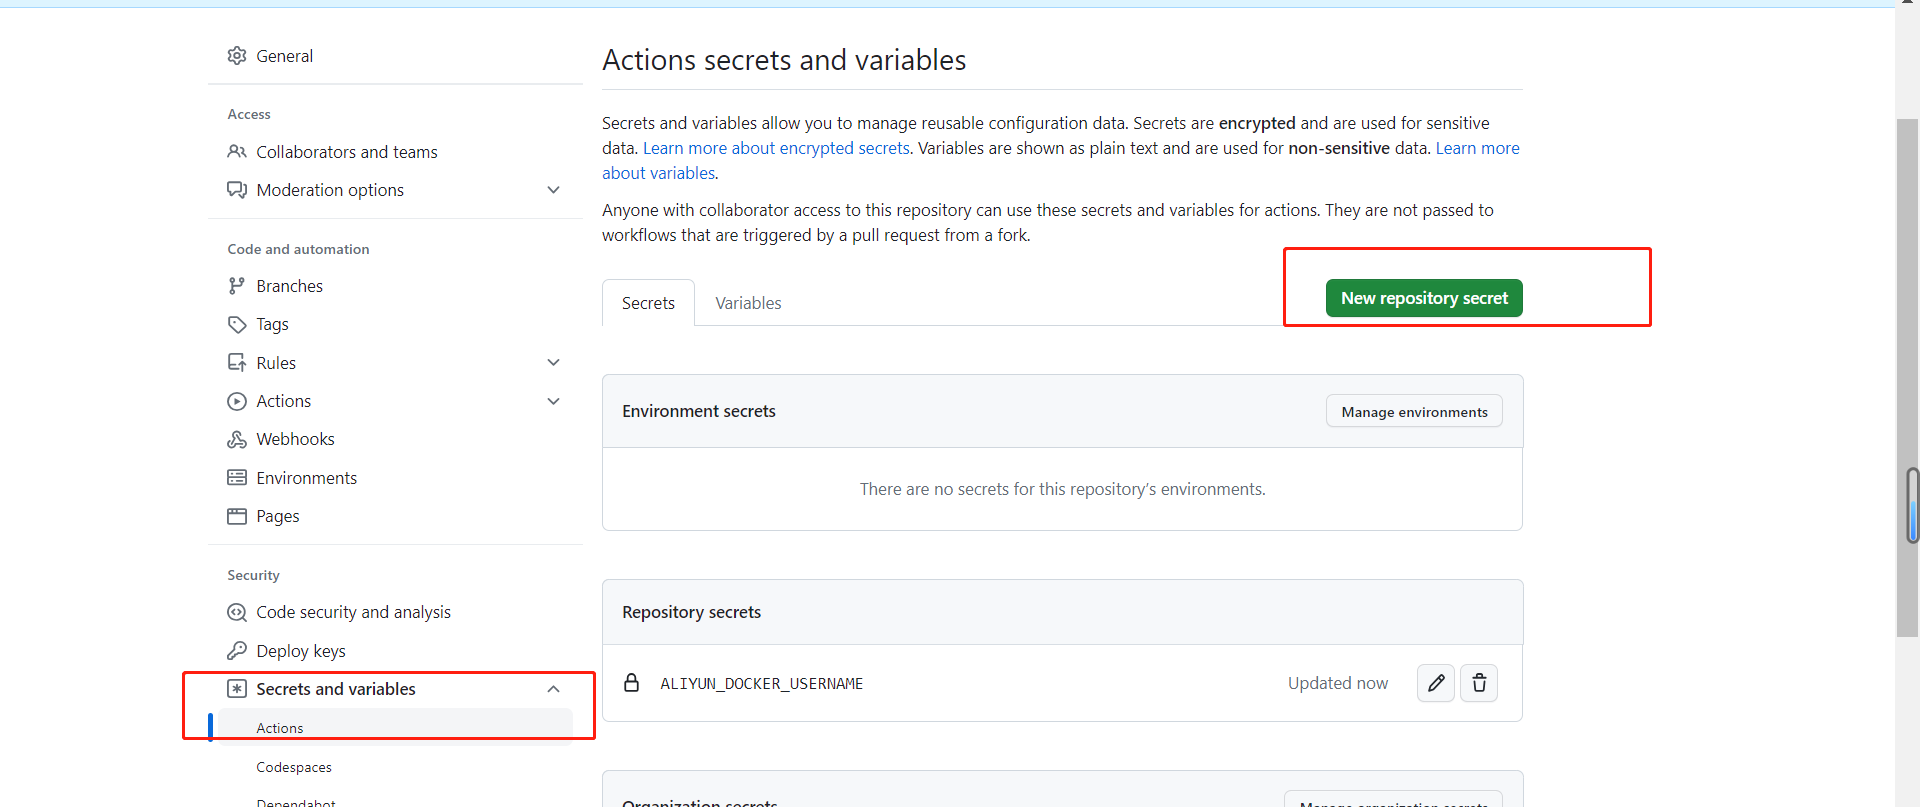 General
Access
Collaborators and teams
Moderation options
Code and automation
Branches
Tags
Rules
Actions
Webhooks
Environments
Pages
Security
Code security and analysis
Deploy keys
Secrets and variables
Actions
Codespaces
Dependabot
Actions secrets and variables
Secrets and variables allow you to manage reusable configuration data. Secrets are encrypted and are used for sensitive
data. Learn more about encrypted secrets. Variables are shown as plain text and are used for non-sensitive data. Learn more
about variables.
Anyone with collaborator access to this repository can use these secrets and variables for actions. They are not passed to
workflows that are triggered by a pull request from a fork.
Secrets
Variables
New repository secret
Environment secrets
Manage environments
There are no secrets for this repository's environments.
Repository secrets
ALIYUN_DOCKER_USERNAME
Updated now
Organization secrets
Manage organization secrets